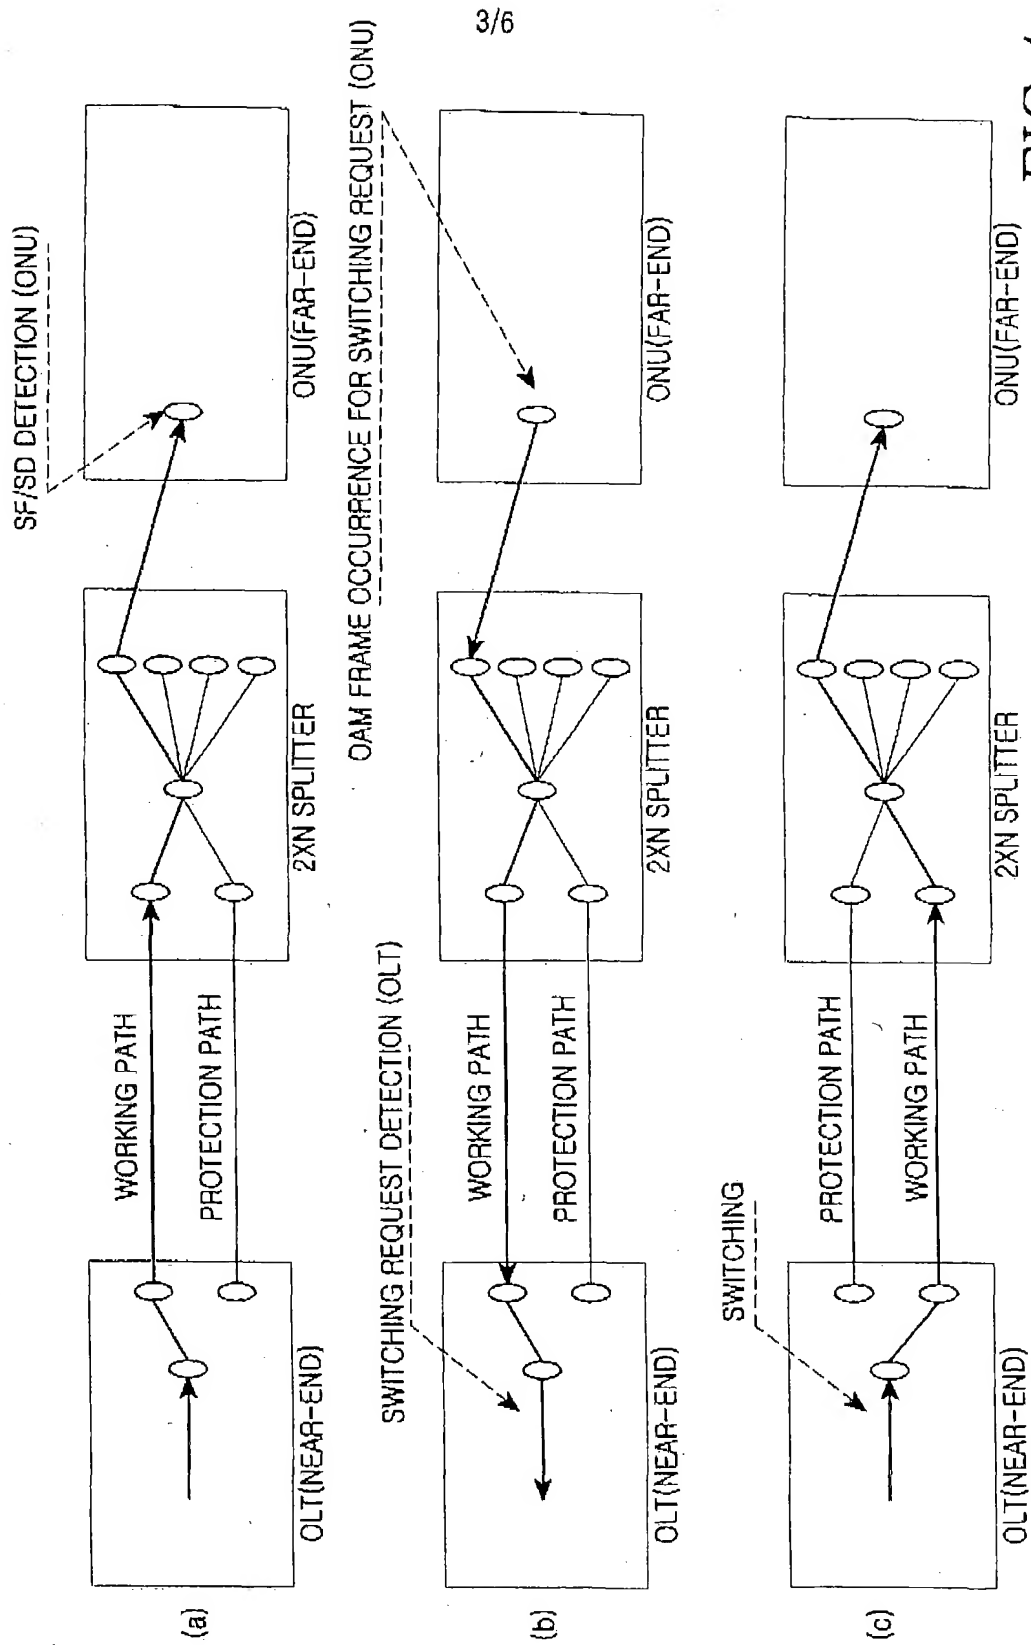 3/6
SF/SD DETECTION (ONU)
WORKING PATH
PROTECTION PATH
(a)
OLT(NEAR-END)
2XN SPLITTER
ONU(FAR-END)
OAM FRAME OCCURRENCE FOR SWITCHING REQUEST (ONU)
SWITCHING REQUEST DETECTION (OLT)
WORKING PATH
PROTECTION PATH
(b)
OLT(NEAR-END)
2XN SPLITTER
ONU(FAR-END)
SWITCHING
PROTECTION PATH
WORKING PATH
(c)
OLT(NEAR-END)
2XN SPLITTER
ONU(FAR-END)